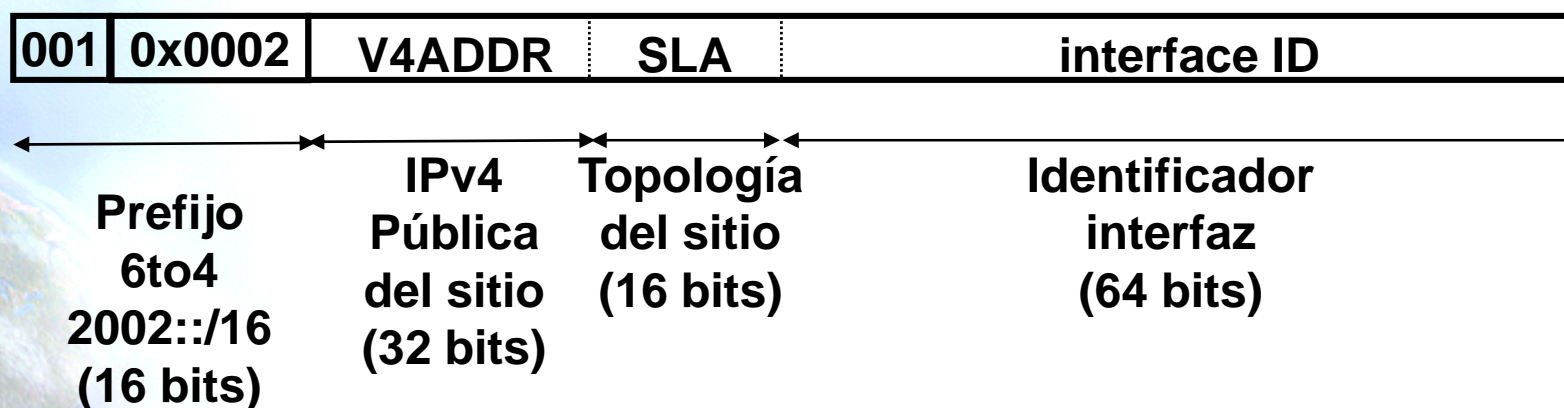 001 0x0002 V4ADDR SLA interface ID
Prefijo
6to4
2002::/16
(16 bits)
IPv4
Pública
del sitio
(32 bits)
Topología
del sitio
(16 bits)
Identificador
interfaz
(64 bits)